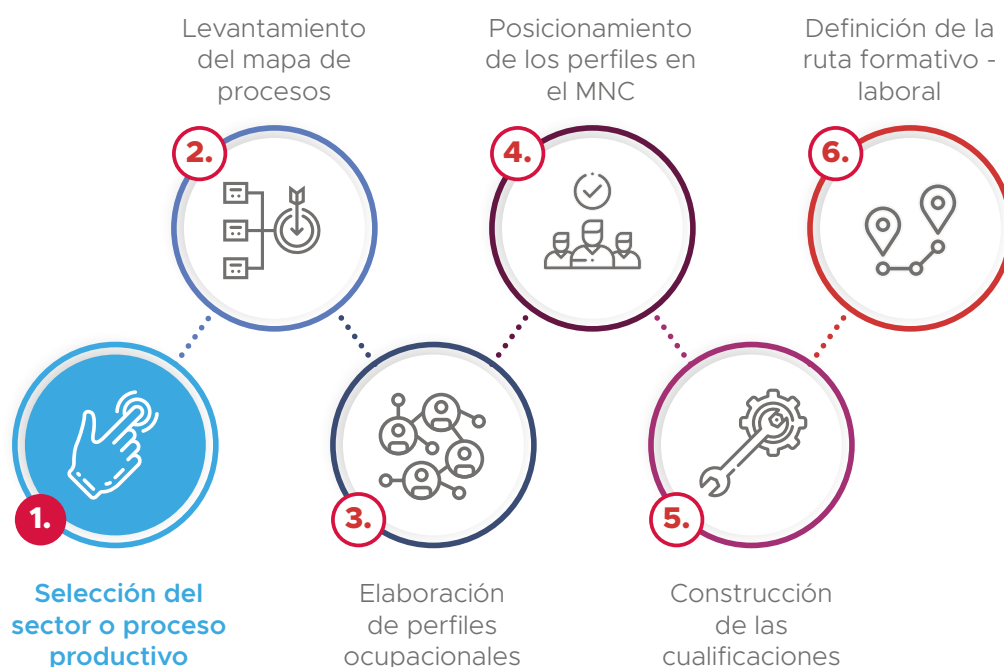 Levantamiento
del mapa de
procesos
Posicionamiento
de los perfiles en
el MNC
Definición de la
ruta formativo -
laboral
2.
4.
6.
1.
3.
5.
Selección del
sector o proceso
productivo
Elaboración
de perfiles
ocupacionales
Construcción
de las
cualificaciones